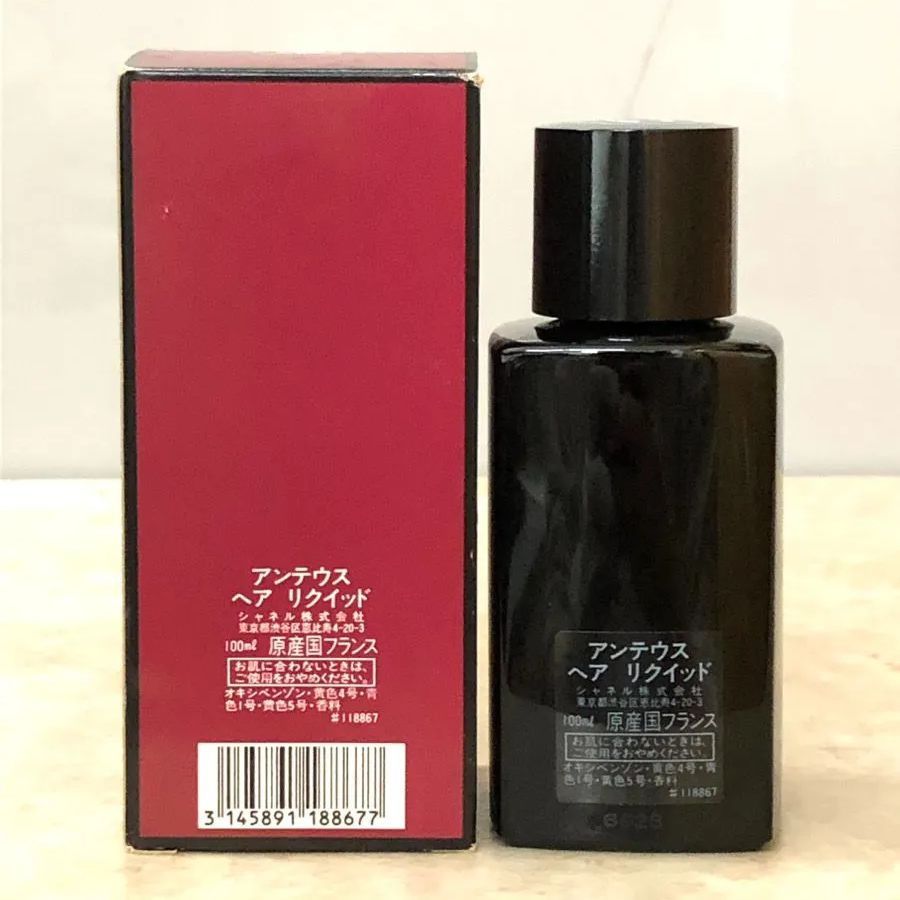 アンテウス
ヘア リクイッド
シャネル株式会社
東京都渋谷区恵比寿4-20-3
100ml 原産国フランス
お肌に合わないときは、
ご使用をおやめください。
オキシベンゾン・黄色4号・青
色1号・黄色5号・香料
#118867
3 145891 188677
アンテウス
ヘア リクイッド
シャネル株式会社
東京都渋谷区恵比寿4-20-3
100ml 原産国フランス
お肌に合わないときは、
ご使用をおやめください。
オキシベンゾン・黄色4号・青
色1号・黄色5号・香料
#118867